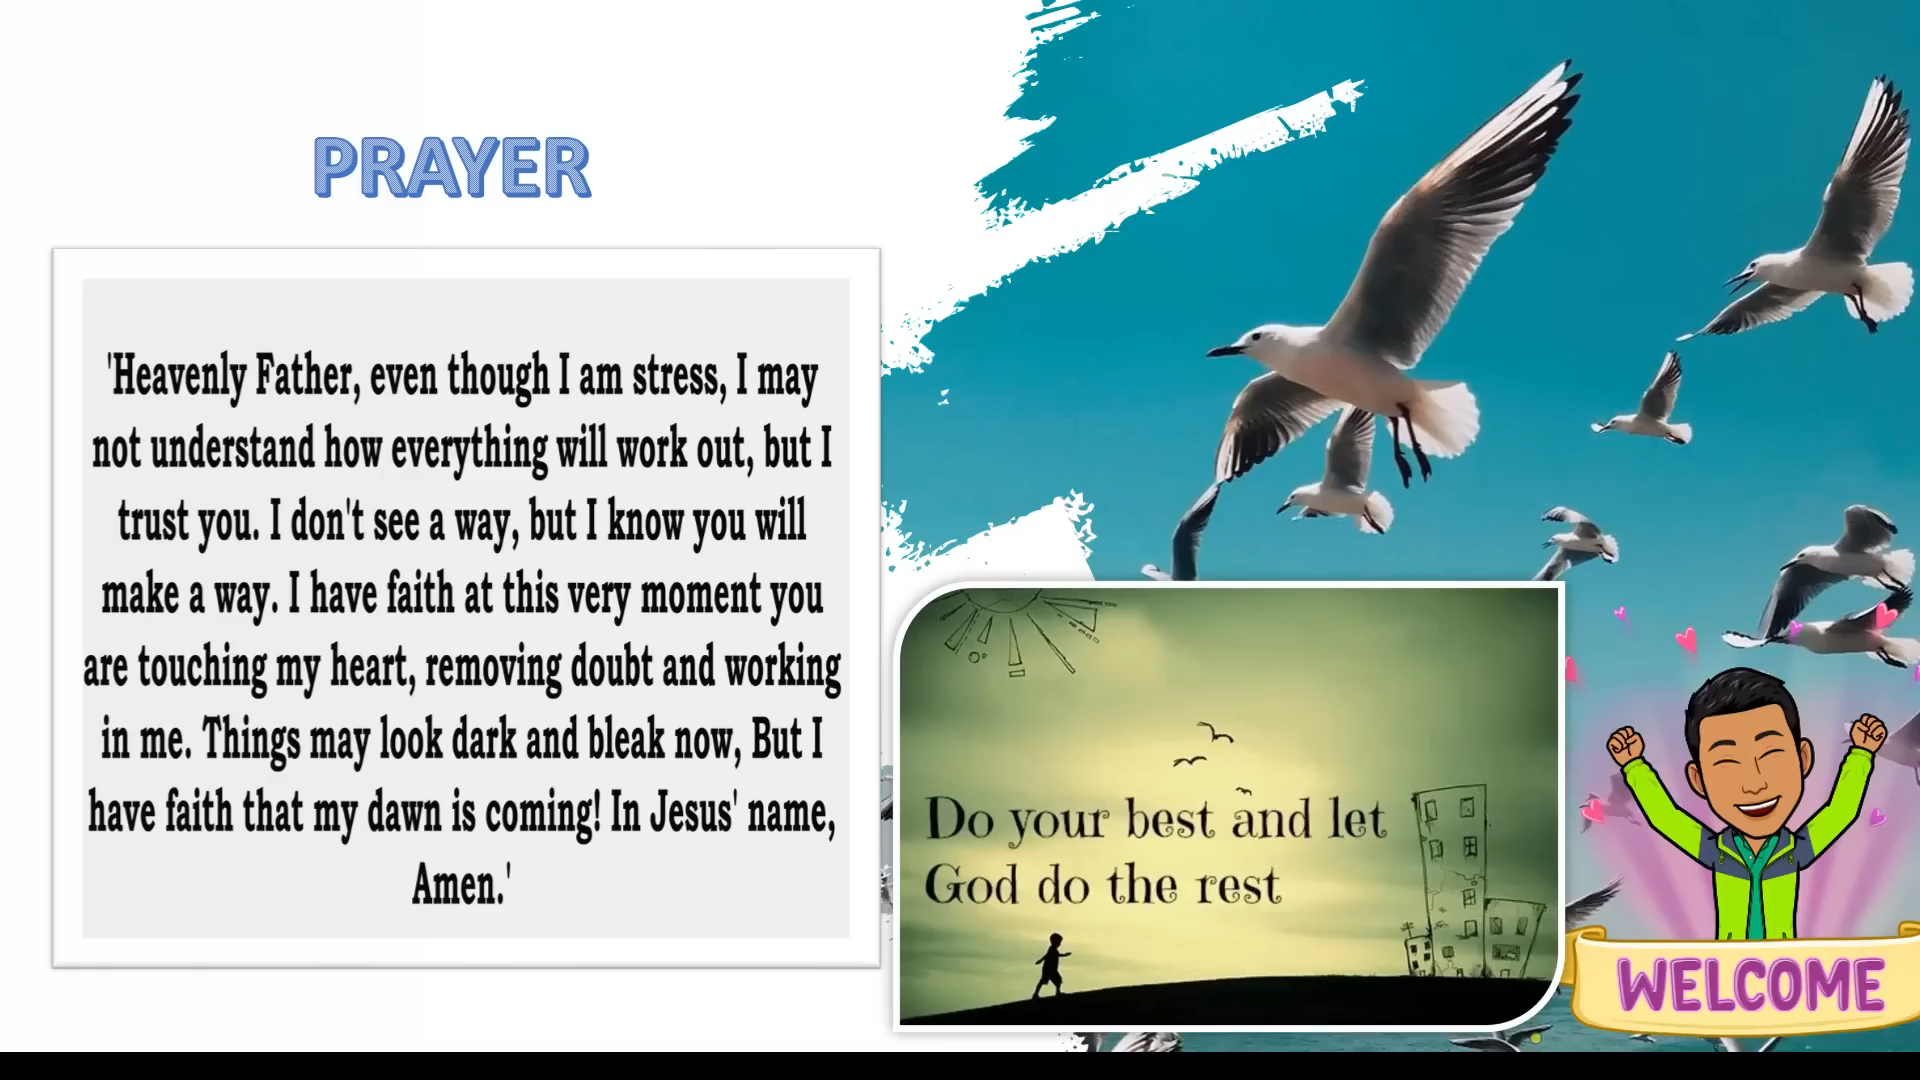 PRAYER
'Heavenly Father, even though I am stress, I may
not understand how everything will work out, but I
trust you. I don't see a way, but I know you will
make a way. I have faith at this very moment you
are touching my heart, removing doubt and working
in me. Things may look dark and bleak now, But I
have faith that my dawn is coming! In Jesus' name,
Amen.'
Do your best and let
God do the rest
WELCOME